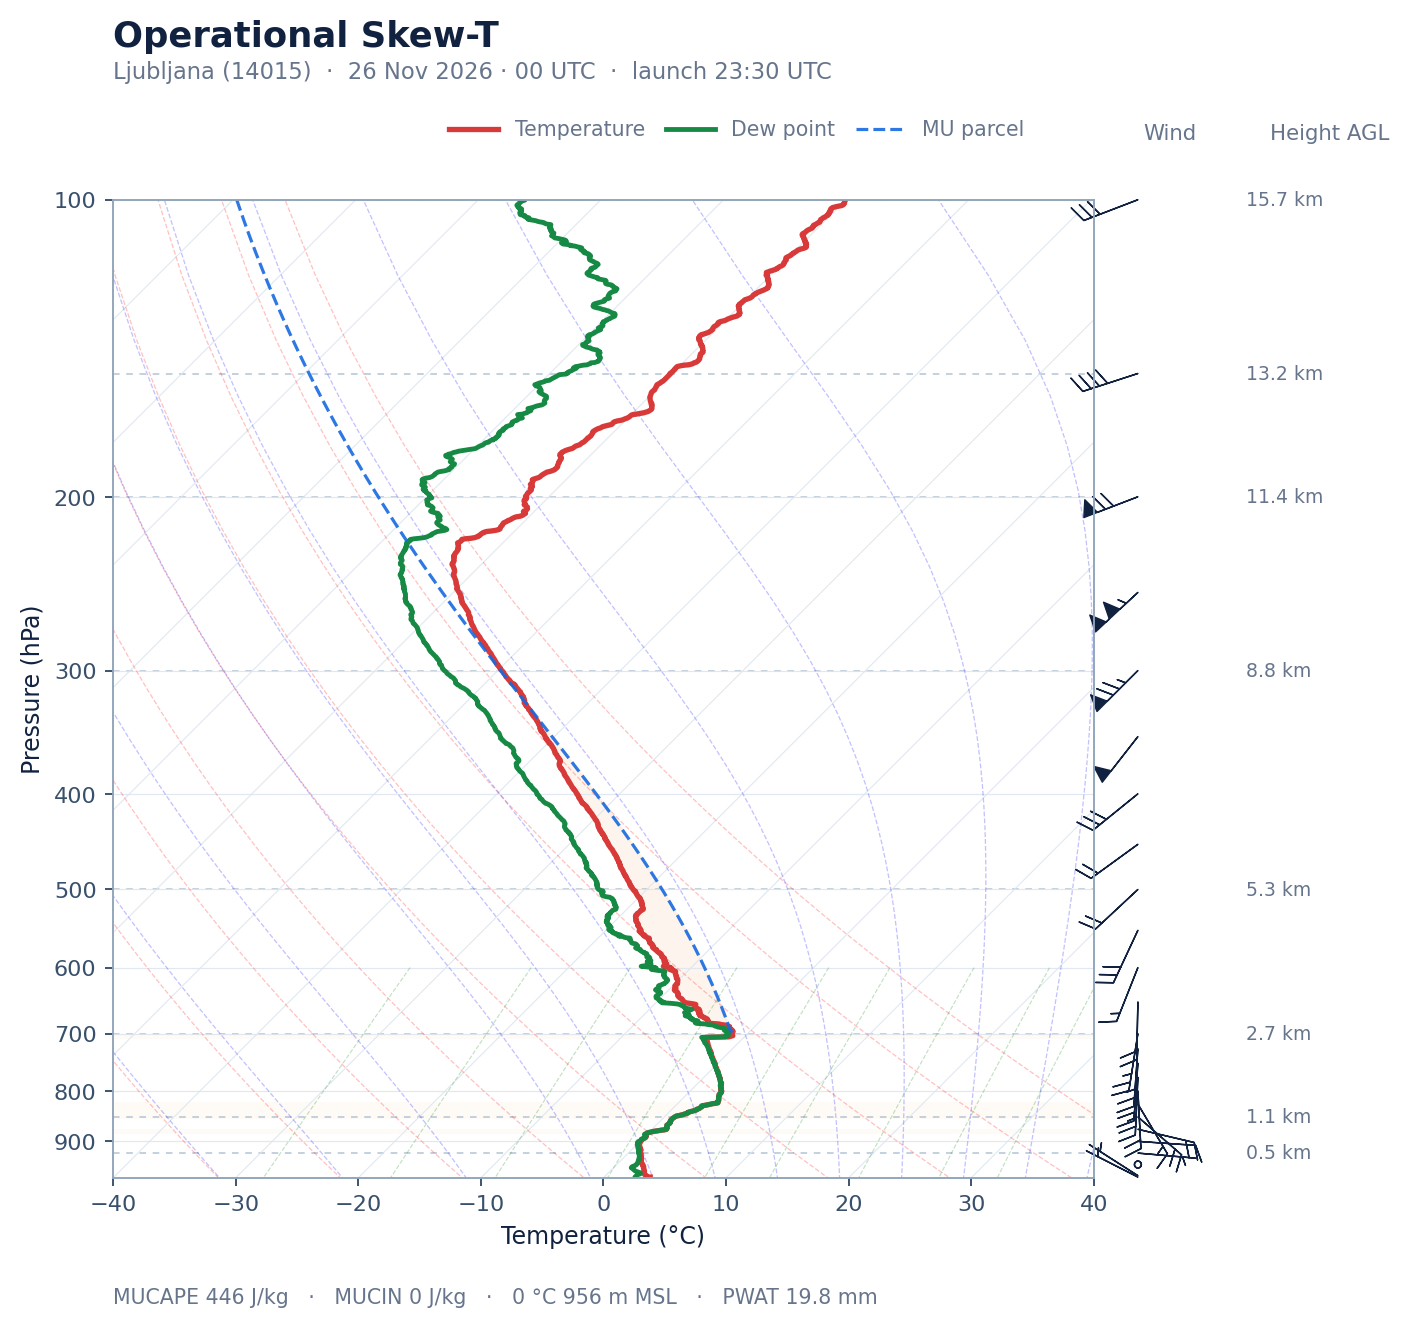 Operational Skew-T
Ljubljana (14015)  ·  26 Nov 2026 · 00 UTC  ·  launch 23:30 UTC
Temperature   Dew point   MU parcel   Wind   Height AGL
100   15.7 km
13.2 km
200   11.4 km
300   8.8 km
400
500   5.3 km
600
700   2.7 km
800
1.1 km
900
0.5 km
Pressure (hPa)
−40   −30   −20   −10   0   10   20   30   40
Temperature (°C)
MUCAPE 446 J/kg   ·   MUCIN 0 J/kg   ·   0 °C 956 m MSL   ·   PWAT 19.8 mm